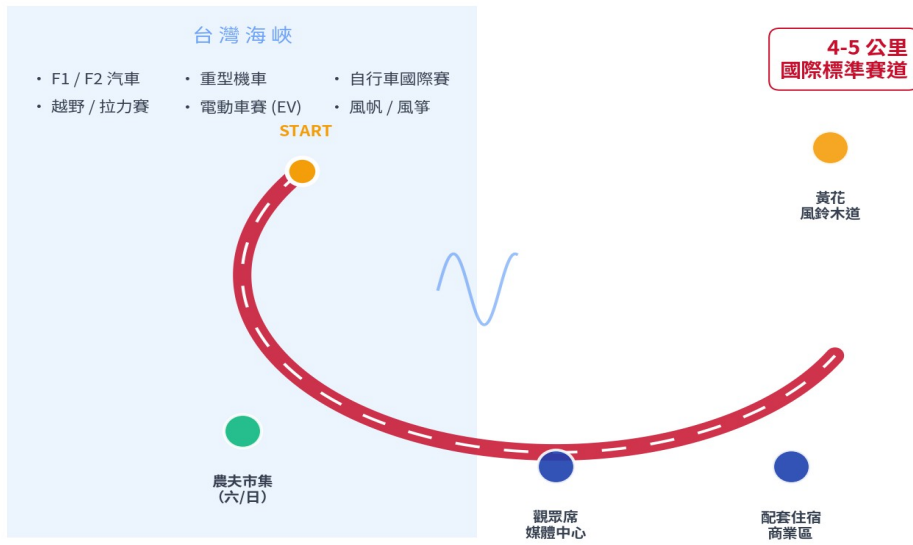 台灣海峽
• F1 / F2 汽車
• 重型機車
• 自行車國際賽
• 越野 / 拉力賽
• 電動車賽 (EV)
• 風帆 / 風箏
4-5 公里
國際標準賽道
START
黃花
風鈴木道
農夫市集
(六/日)
觀眾席
媒體中心
配套住宿
商業區